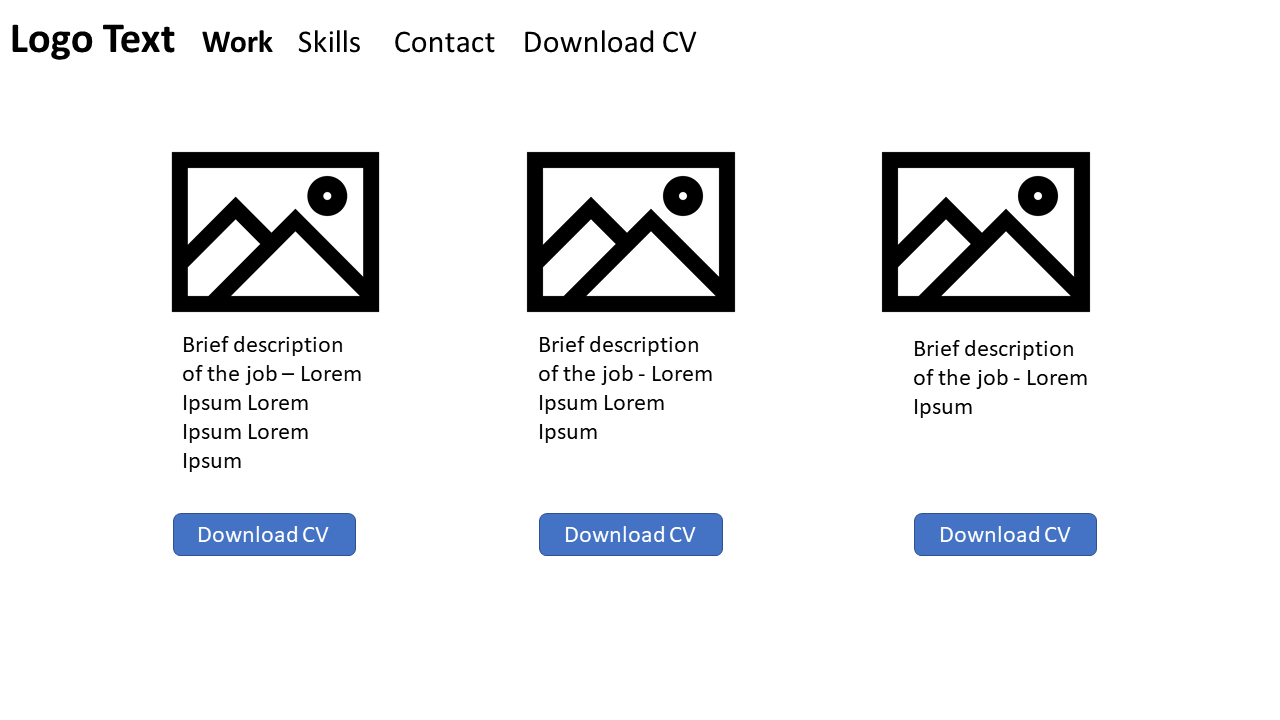 Logo Text Work Skills Contact Download CV
Brief description
of the job – Lorem
Ipsum Lorem
Ipsum Lorem
Ipsum
Brief description
of the job - Lorem
Ipsum Lorem
Ipsum
Brief description
of the job - Lorem
Ipsum
Download CV
Download CV
Download CV